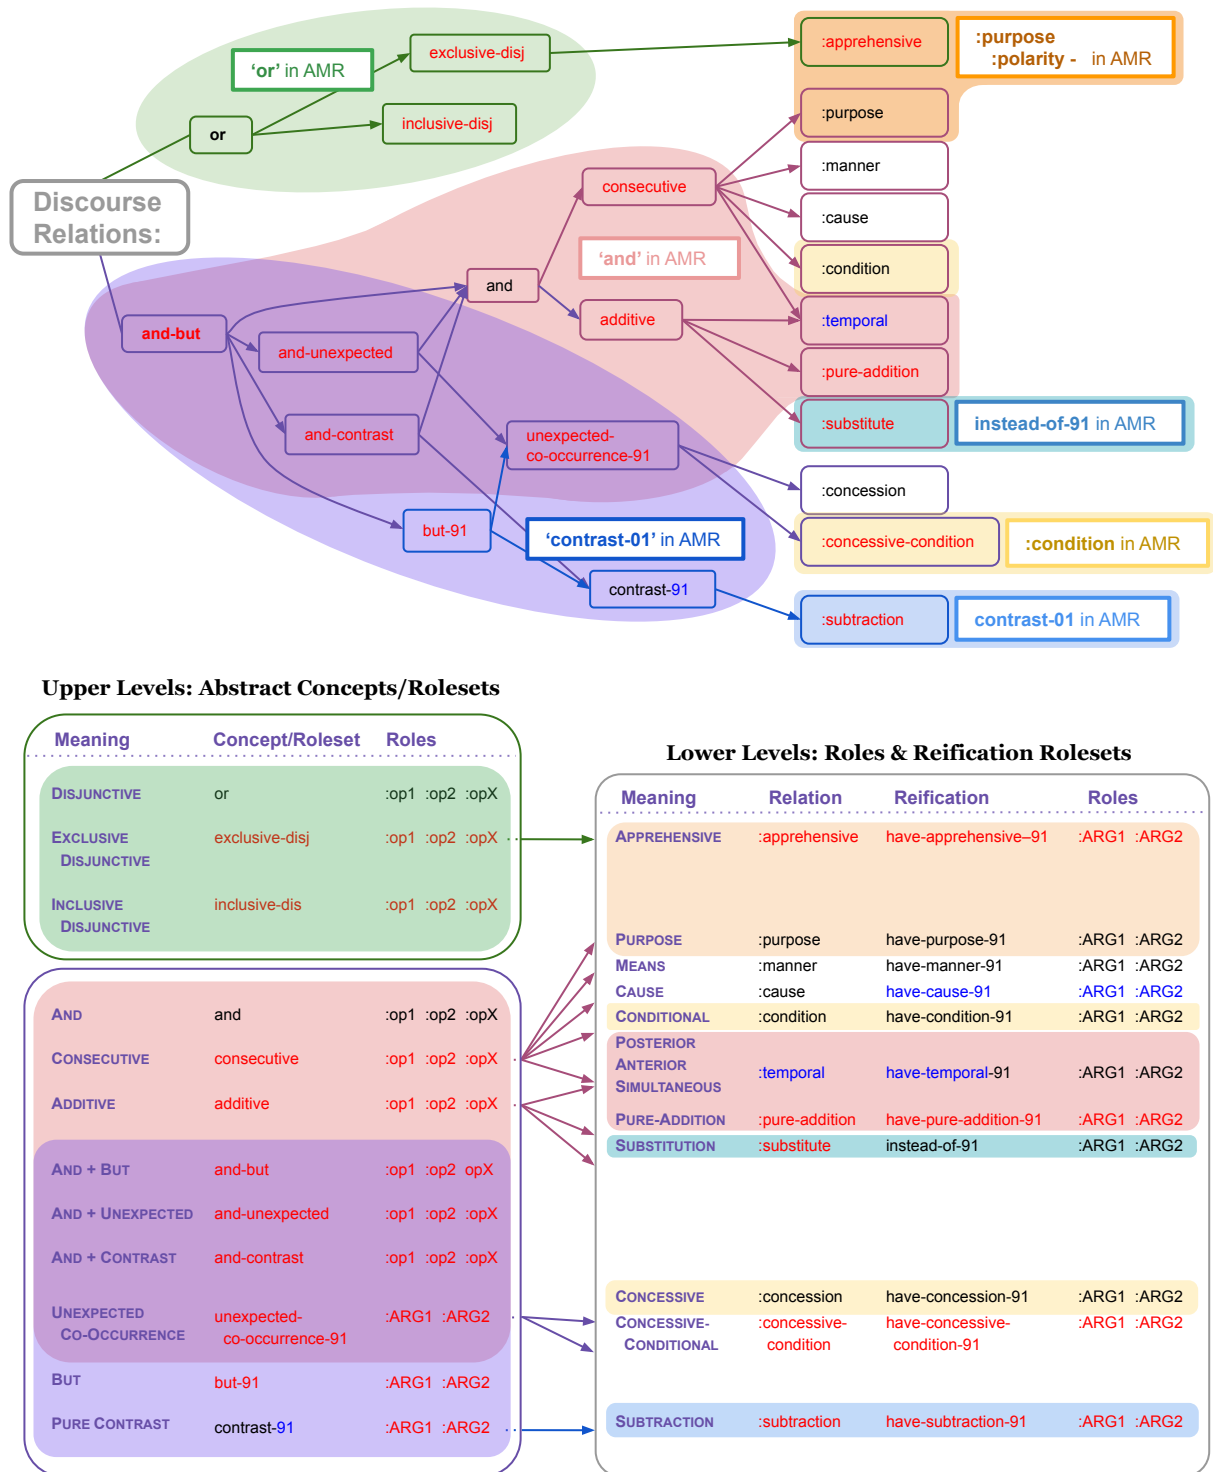 :apprehensive
:purpose
:polarity - in AMR
exclusive-disj
'or' in AMR
:purpose
inclusive-disj
or
:manner
consecutive
Discourse
Relations:
:cause
'and' in AMR
:condition
and
:temporal
additive
and-but
and-unexpected
:pure-addition
:substitute
instead-of-91 in AMR
and-contrast
unexpected-
co-occurrence-91
:concession
but-91
'contrast-01' in AMR
:concessive-condition
:condition in AMR
contrast-91
:subtraction
contrast-01 in AMR
Upper Levels: Abstract Concepts/Rolesets
Meaning Concept/Roleset Roles
DISJUNCTIVE or :op1 :op2 :opX
EXCLUSIVE exclusive-disj :op1 :op2 :opX
DISJUNCTIVE
INCLUSIVE inclusive-dis :op1 :op2 :opX
DISJUNCTIVE
AND and :op1 :op2 :opX
CONSECUTIVE consecutive :op1 :op2 :opX
ADDITIVE additive :op1 :op2 :opX
AND + BUT and-but :op1 :op2 opX
AND + UNEXPECTED and-unexpected :op1 :op2 :opX
AND + CONTRAST and-contrast :op1 :op2 :opX
UNEXPECTED unexpected- :ARG1 :ARG2
CO-OCCURRENCE co-occurrence-91
BUT but-91 :ARG1 :ARG2
PURE CONTRAST contrast-91 :ARG1 :ARG2
Lower Levels: Roles & Reification Rolesets
Meaning Relation Reification Roles
APPREHENSIVE :apprehensive have-apprehensive–91 :ARG1 :ARG2
PURPOSE :purpose have-purpose-91 :ARG1 :ARG2
MEANS :manner have-manner-91 :ARG1 :ARG2
CAUSE :cause have-cause-91 :ARG1 :ARG2
CONDITIONAL :condition have-condition-91 :ARG1 :ARG2
POSTERIOR
ANTERIOR
SIMULTANEOUS
:temporal have-temporal-91 :ARG1 :ARG2
PURE-ADDITION :pure-addition have-pure-addition-91 :ARG1 :ARG2
SUBSTITUTION :substitute instead-of-91 :ARG1 :ARG2
CONCESSIVE :concession have-concession-91 :ARG1 :ARG2
CONCESSIVE- :concessive- have-concessive- :ARG1 :ARG2
CONDITIONAL condition condition-91
SUBTRACTION :subtraction have-subtraction-91 :ARG1 :ARG2